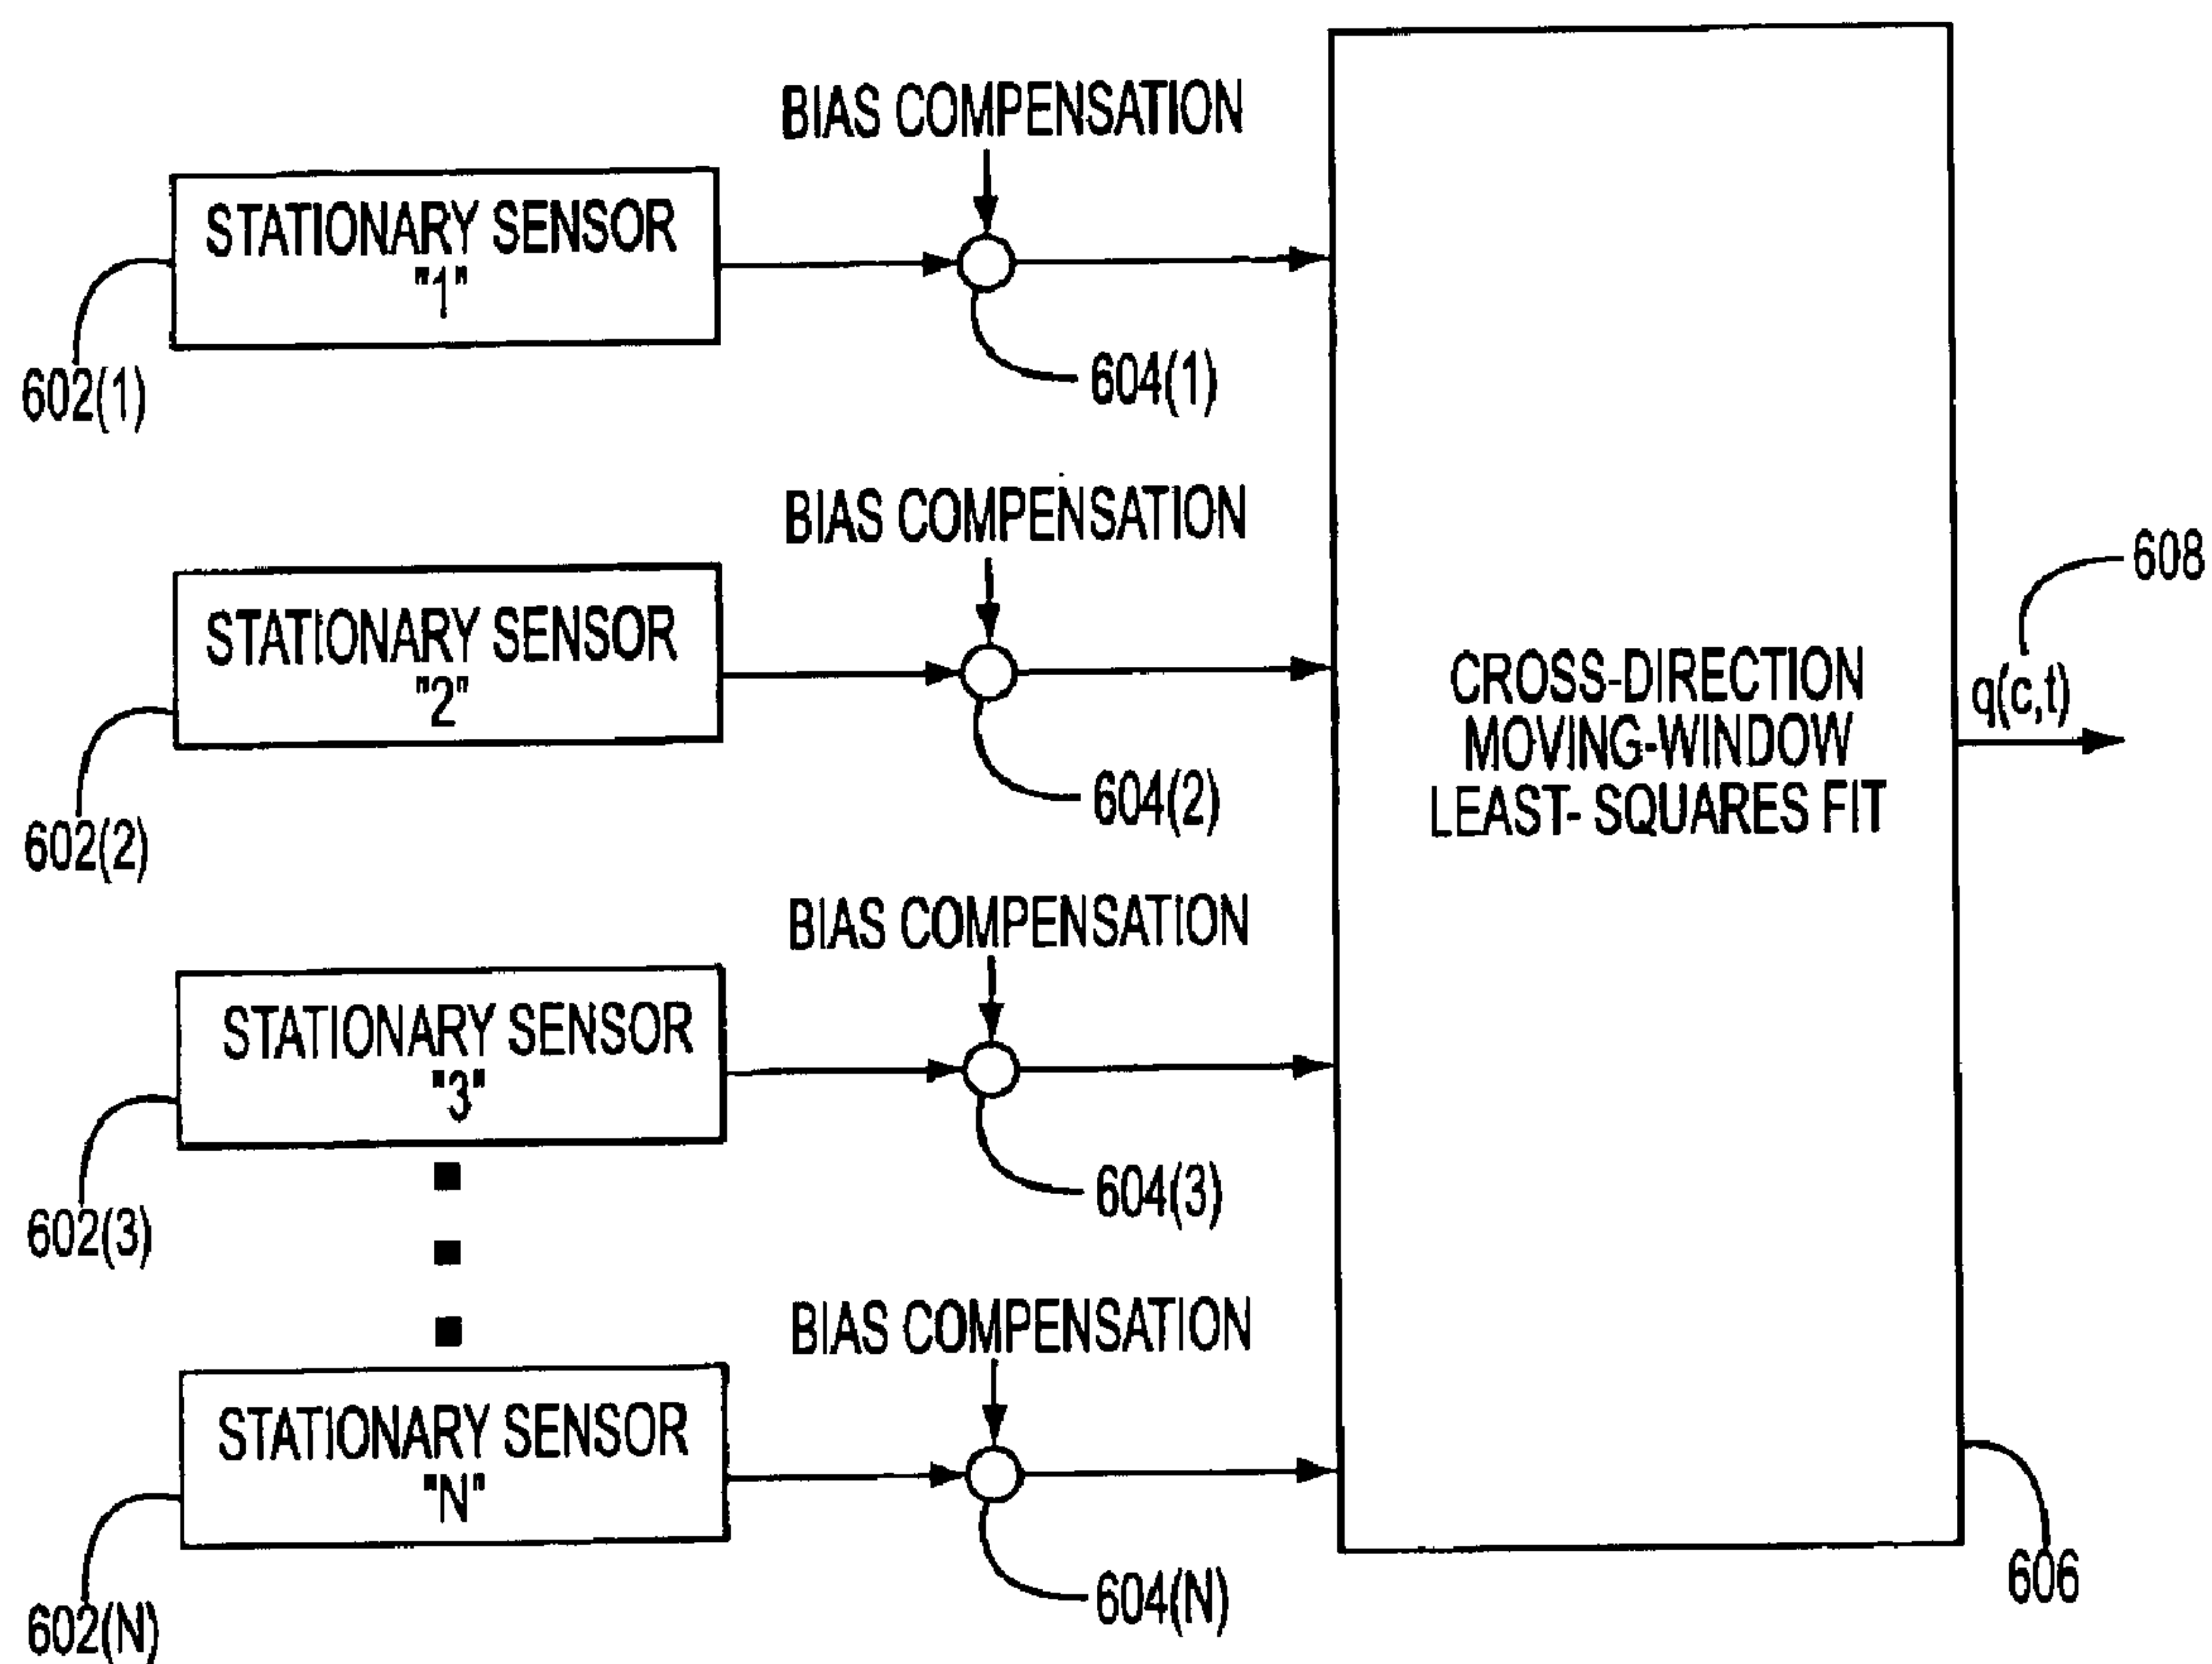 BIAS COMPENSATION
STATIONARY SENSOR
"1"
602(1)
604(1)
BIAS COMPENSATION
STATIONARY SENSOR
"2"
602(2)
604(2)
608
q(c,t)
CROSS-DIRECTION
MOVING-WINDOW
LEAST- SQUARES FIT
BIAS COMPENSATION
STATIONARY SENSOR
"3"
602(3)
604(3)
BIAS COMPENSATION
STATIONARY SENSOR
"N"
602(N)
604(N)
606